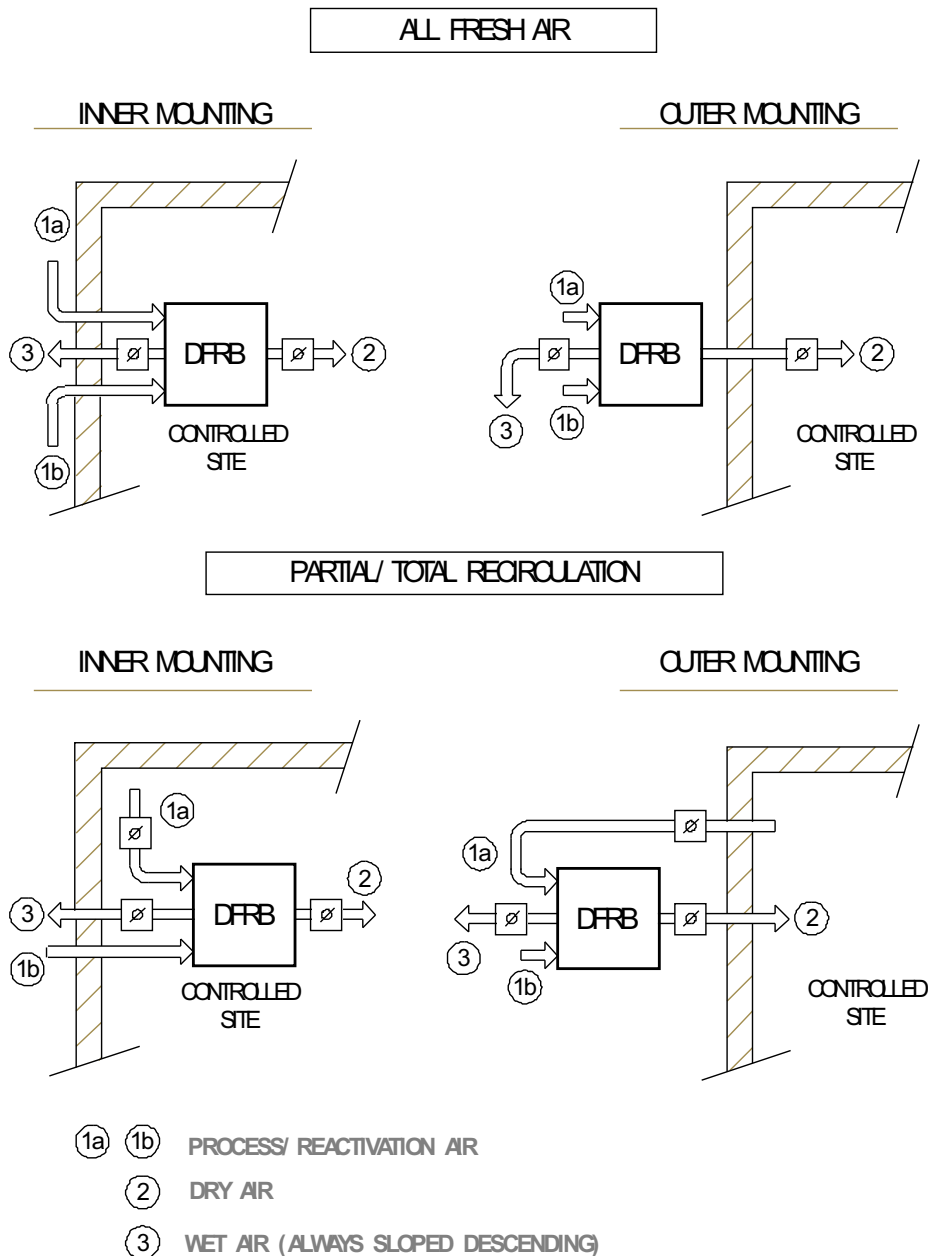 ALL FRESH AIR
INNER MOUNTING
OUTER MOUNTING
1a
3
DFRB
2
1b
CONTROLLED
SITE
1a
DFRB
2
3
1b
CONTROLLED
SITE
PARTIAL/ TOTAL RECIRCULATION
INNER MOUNTING
OUTER MOUNTING
1a
2
3
DFRB
1b
CONTROLLED
SITE
1a
DFRB
2
3
1b
CONTROLLED
SITE
1a 1b PROCESS/ REACTIVATION AIR
2 DRY AIR
3 WET AIR (ALWAYS SLOPED DESCENDING)